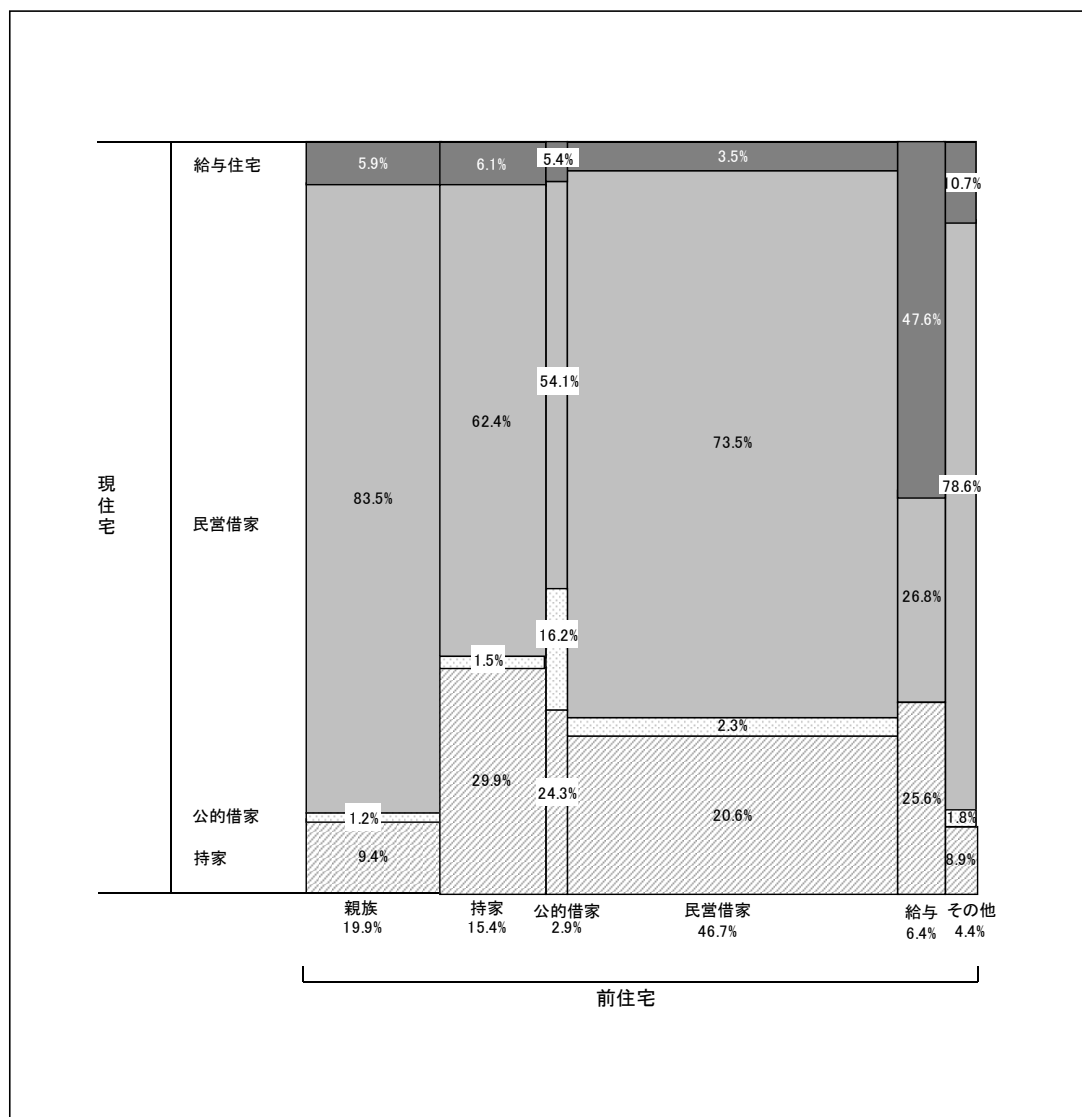 給与住宅
5.9%
6.1%
5.4%
3.5%
10.7%
47.6%
54.1%
62.4%
73.5%
78.6%
83.5%
現住宅
民営借家
26.8%
16.2%
1.5%
2.3%
29.9%
24.3%
20.6%
25.6%
公的借家
1.2%
1.8%
持家
9.4%
8.9%
親族
持家
公的借家
民営借家
給与
その他
19.9%
15.4%
2.9%
46.7%
6.4%
4.4%
前住宅